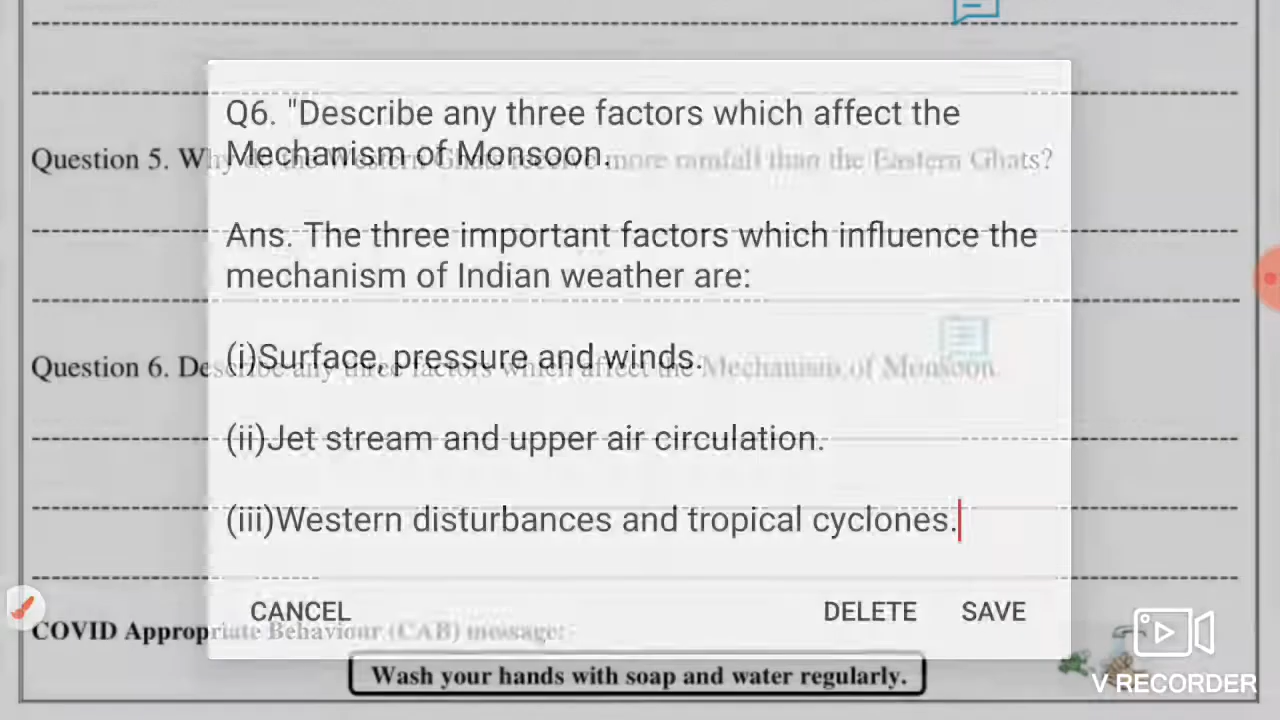 Q6. "Describe any three factors which affect the
Question 5. Why do the Western Ghats receive more rainfall than the Eastern Ghats?
Mechanism of Monsoon.
Ans. The three important factors which influence the
mechanism of Indian weather are:
(i)Surface, pressure and winds.
Question 6. Describe any three factors which affect the Mechanism of Monsoon
(ii)Jet stream and upper air circulation.
(iii)Western disturbances and tropical cyclones.
CANCEL DELETE SAVE
COVID Appropriate Behaviour (CAB) message:-
Wash your hands with soap and water regularly.
V RECORDER